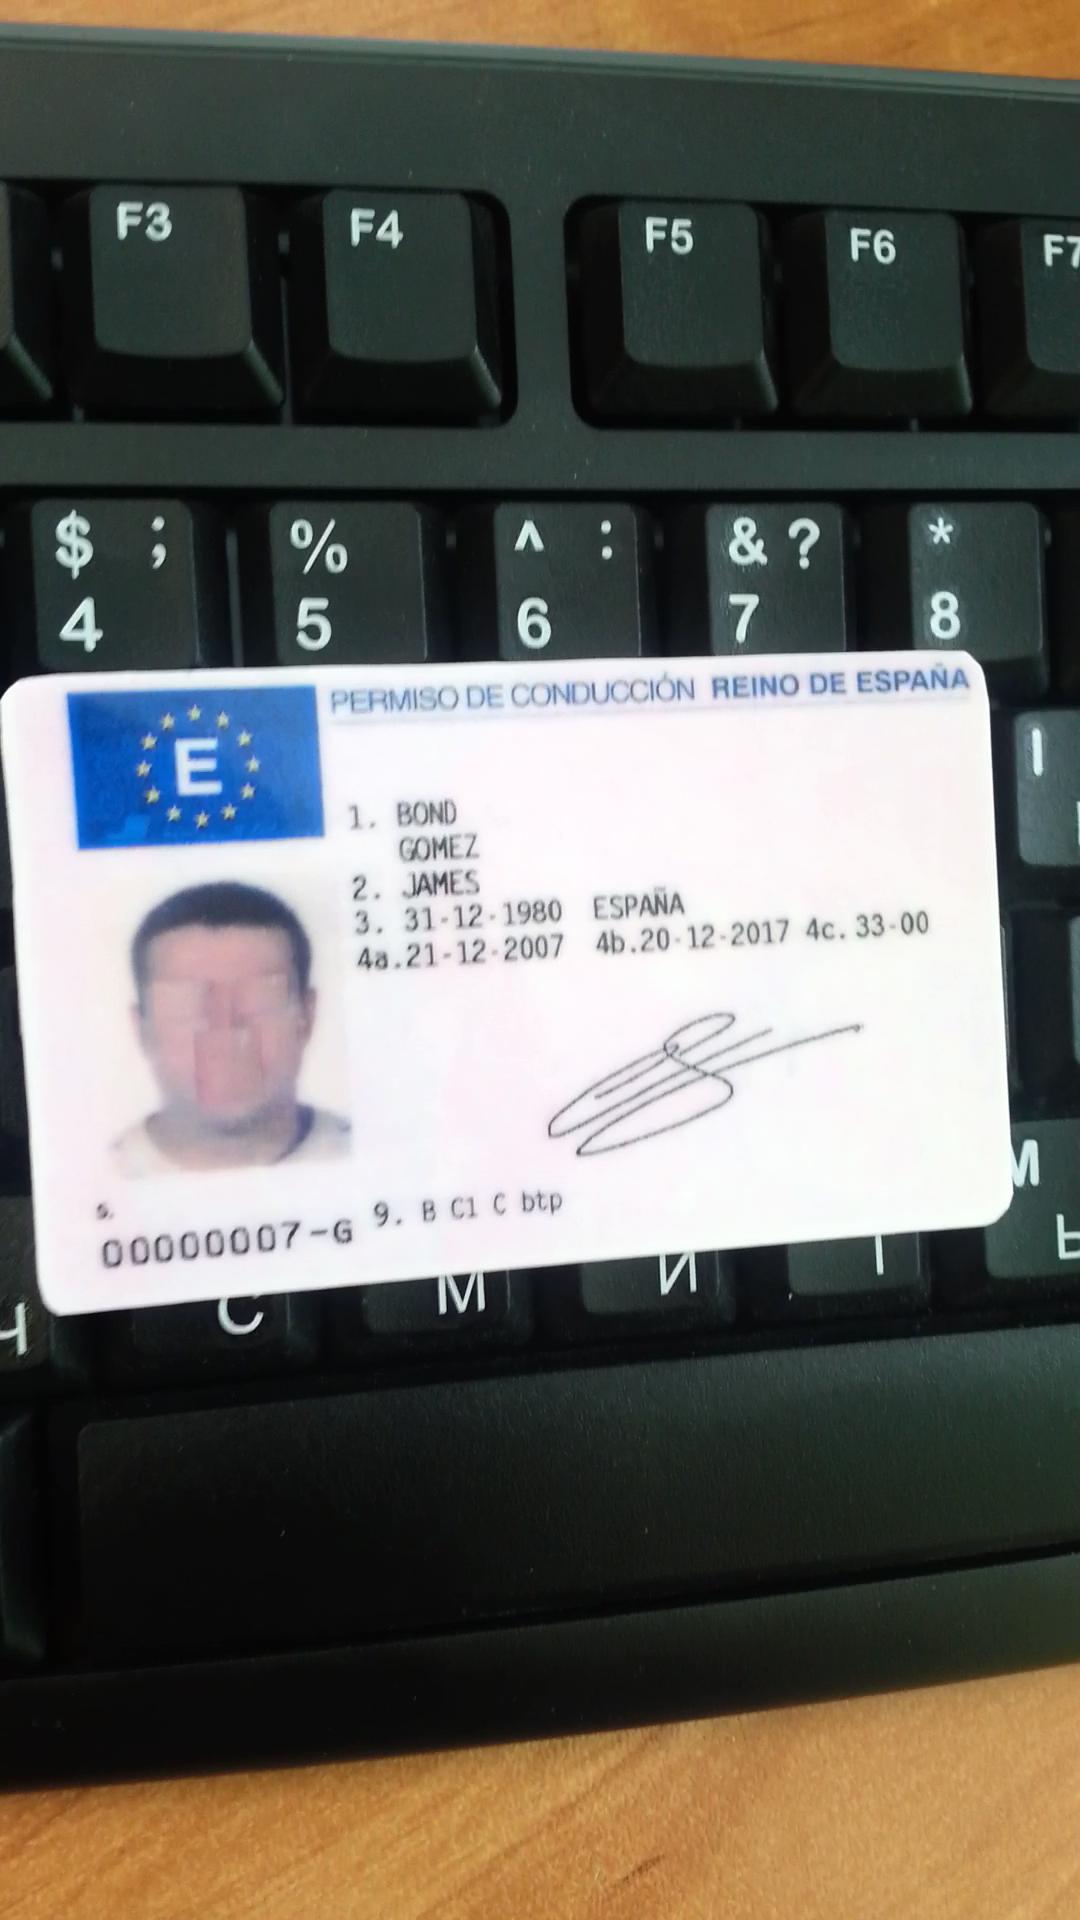 F3 F4 F5 F6 F7
$ ; % ^ : & ? *
4 5 6 7 8
PERMISO DE CONDUCCIÓN REINO DE ESPAÑA
E
1. BOND
GOMEZ
2. JAMES
3. 31-12-1980 ESPAÑA
4a.21-12-2007 4b.20-12-2017 4c. 33-00
5.
00000007-G 9. B C1 C btp
Ч С М И І Ь